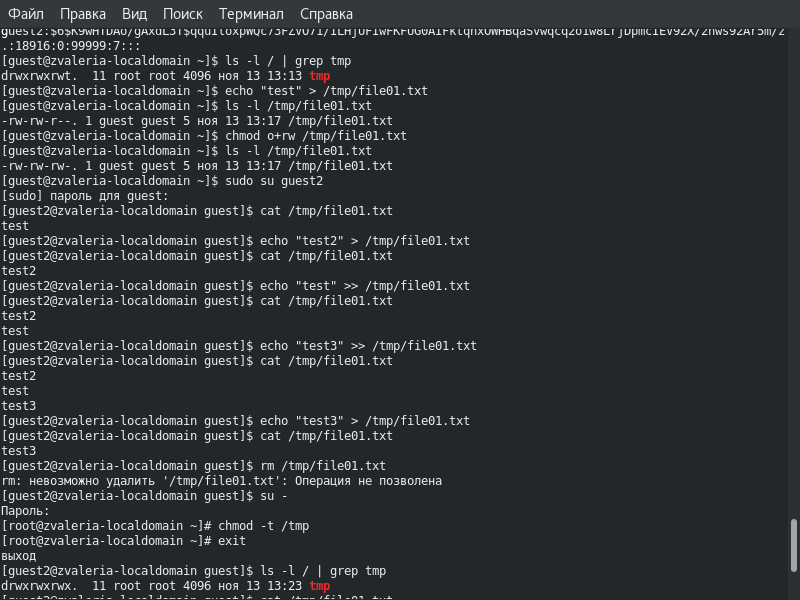 Файл Правка Вид Поиск Терминал Справка
.:18916:0:99999:7:::
[guest@zvaleria-localdomain ~]$ ls -l / | grep tmp
drwxrwxrwt.  11 root root 4096 ноя 13 13:13 tmp
[guest@zvaleria-localdomain ~]$ echo "test" > /tmp/file01.txt
[guest@zvaleria-localdomain ~]$ ls -l /tmp/file01.txt
-rw-rw-r--. 1 guest guest 5 ноя 13 13:17 /tmp/file01.txt
[guest@zvaleria-localdomain ~]$ chmod o+rw /tmp/file01.txt
[guest@zvaleria-localdomain ~]$ ls -l /tmp/file01.txt
-rw-rw-rw-. 1 guest guest 5 ноя 13 13:17 /tmp/file01.txt
[guest@zvaleria-localdomain ~]$ sudo su guest2
[sudo] пароль для guest:
[guest2@zvaleria-localdomain guest]$ cat /tmp/file01.txt
test
[guest2@zvaleria-localdomain guest]$ echo "test2" > /tmp/file01.txt
[guest2@zvaleria-localdomain guest]$ cat /tmp/file01.txt
test2
[guest2@zvaleria-localdomain guest]$ echo "test" >> /tmp/file01.txt
[guest2@zvaleria-localdomain guest]$ cat /tmp/file01.txt
test2
test
[guest2@zvaleria-localdomain guest]$ echo "test3" >> /tmp/file01.txt
[guest2@zvaleria-localdomain guest]$ cat /tmp/file01.txt
test2
test
test3
[guest2@zvaleria-localdomain guest]$ echo "test3" > /tmp/file01.txt
[guest2@zvaleria-localdomain guest]$ cat /tmp/file01.txt
test3
[guest2@zvaleria-localdomain guest]$ rm /tmp/file01.txt
rm: невозможно удалить '/tmp/file01.txt': Операция не позволена
[guest2@zvaleria-localdomain guest]$ su -
Пароль:
[root@zvaleria-localdomain ~]# chmod -t /tmp
[root@zvaleria-localdomain ~]# exit
выход
[guest2@zvaleria-localdomain guest]$ ls -l / | grep tmp
drwxrwxrwx.  11 root root 4096 ноя 13 13:23 tmp